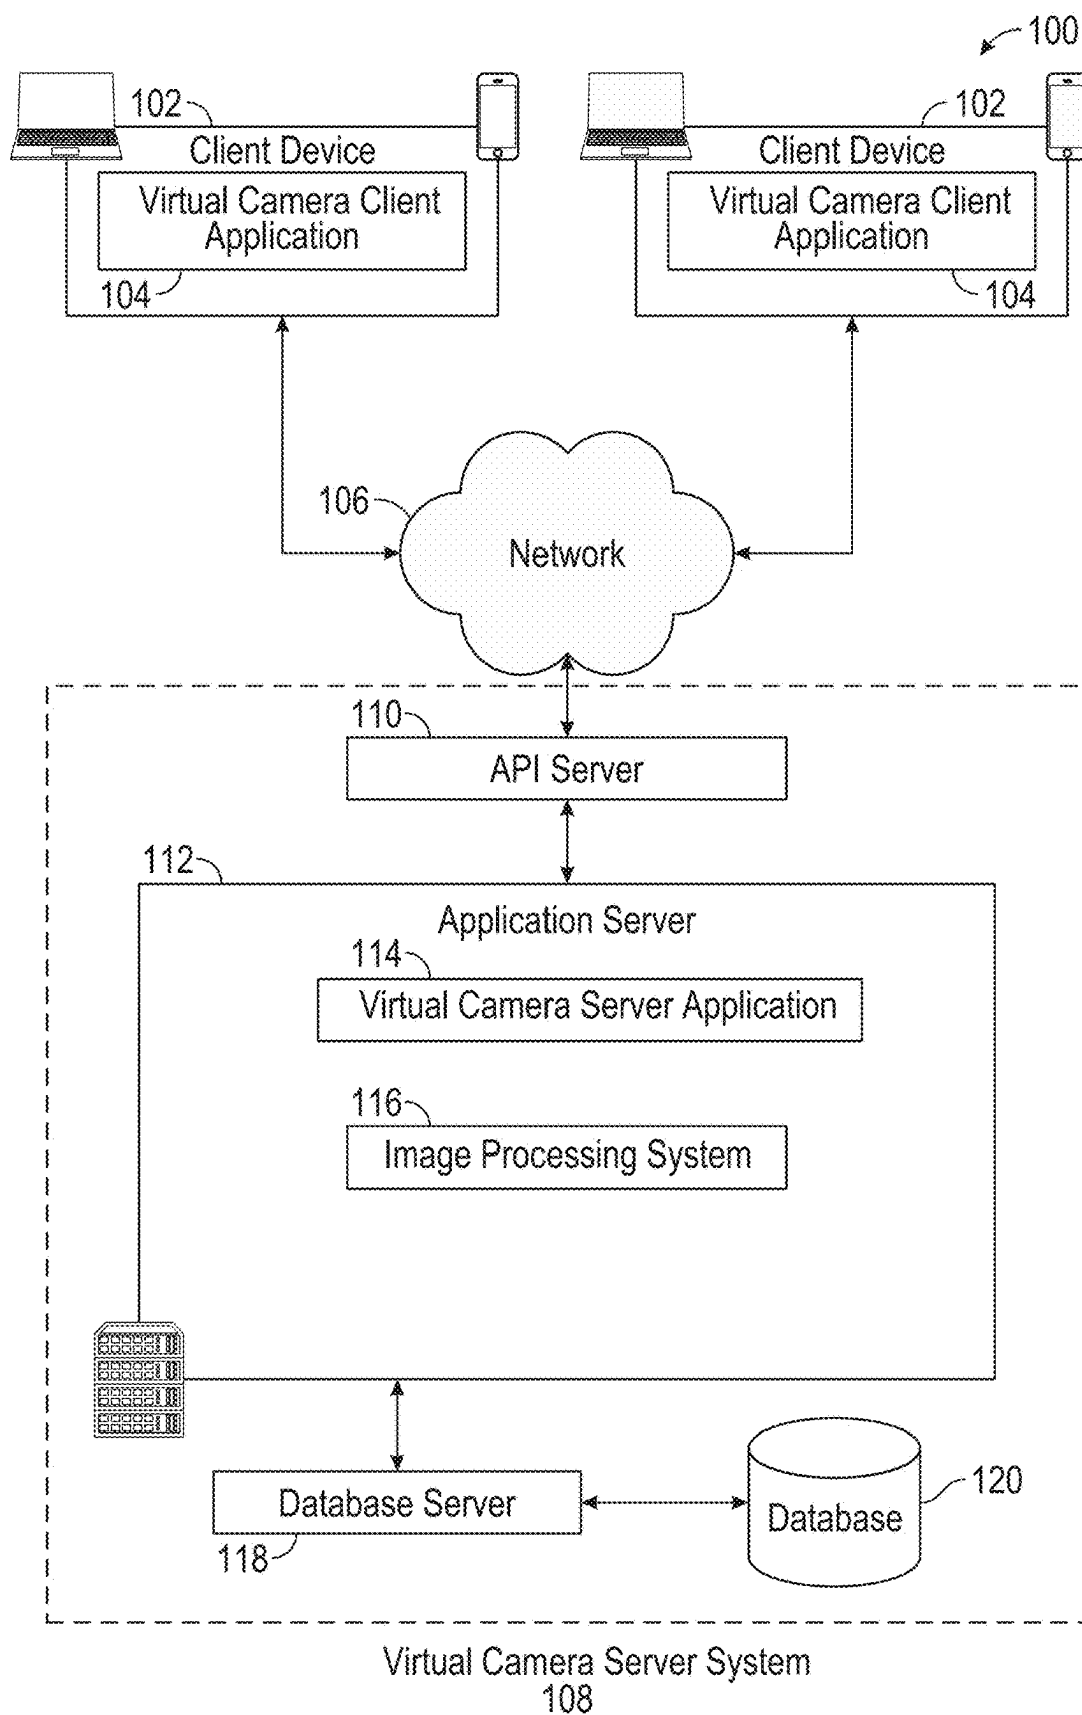 100
102
102
Client Device
Client Device
Virtual Camera Client
Application
Virtual Camera Client
Application
104
104
106
Network
110
API Server
112
Application Server
114
Virtual Camera Server Application
116
Image Processing System
Database Server
118
Database
120
Virtual Camera Server System
108